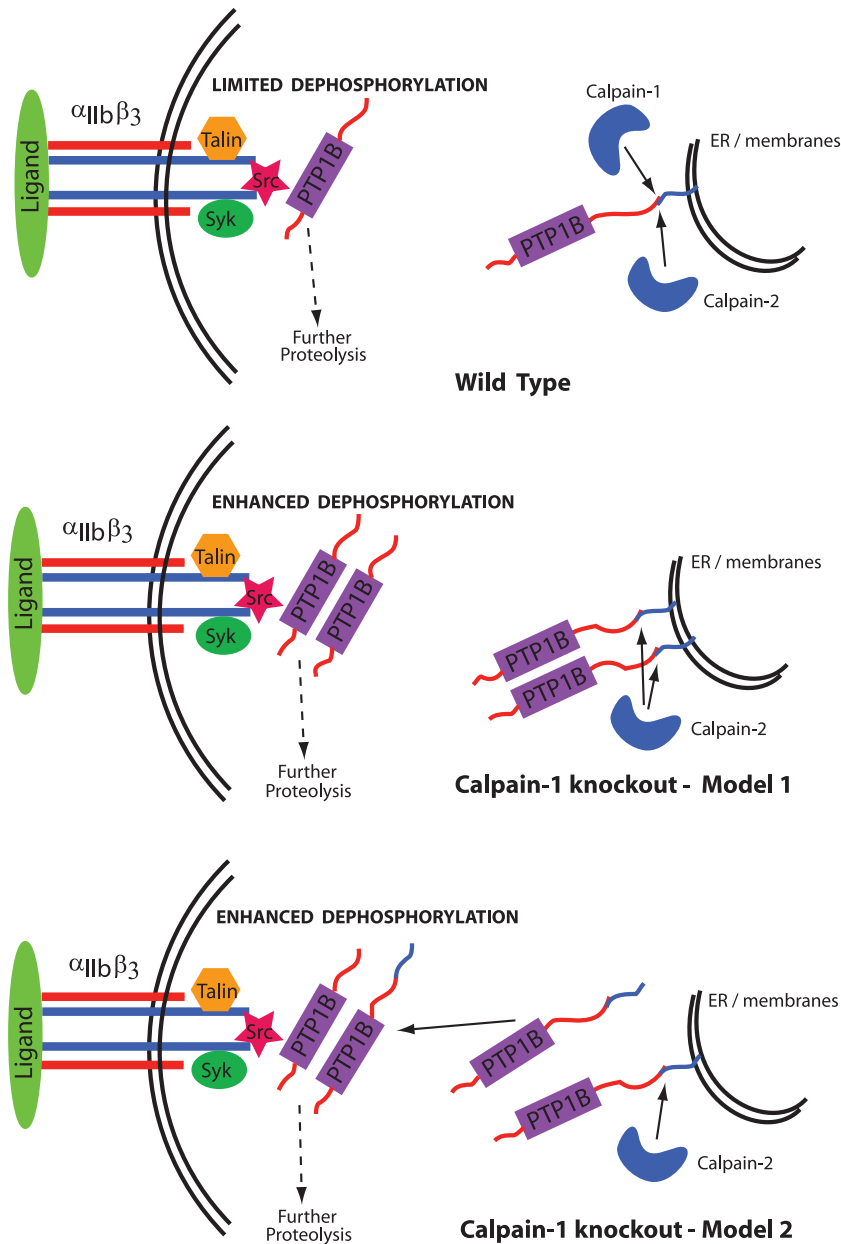 LIMITED DEPHOSPHORYLATION
Calpain-1
αIIbβ3
ER / membranes
Talin
Ligand
Src
PTP1B
Syk
PTP1B
Calpain-2
Further
Proteolysis
Wild Type
ENHANCED DEPHOSPHORYLATION
αIIbβ3
ER / membranes
Talin
Ligand
Src
PTP1B
PTP1B
Syk
PTP1B
PTP1B
Calpain-2
Further
Proteolysis
Calpain-1 knockout - Model 1
ENHANCED DEPHOSPHORYLATION
αIIbβ3
ER / membranes
Talin
Ligand
Src
PTP1B
PTP1B
PTP1B
Syk
PTP1B
Calpain-2
Further
Proteolysis
Calpain-1 knockout - Model 2